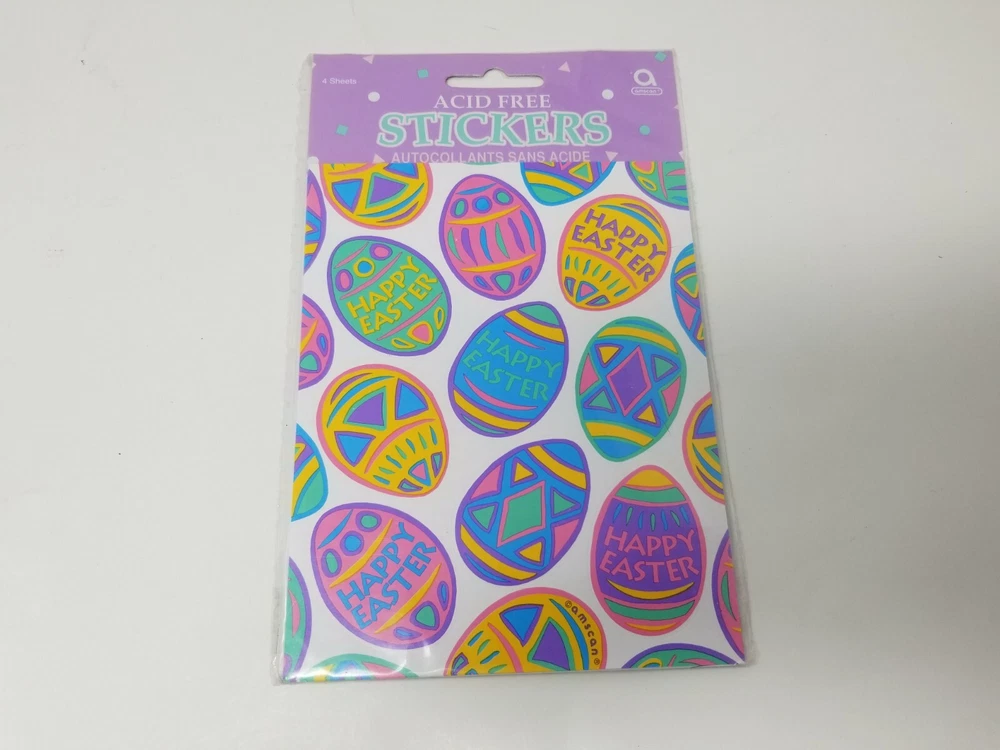 4 Sheets
a
amscan®
ACID FREE
STICKERS
AUTOCOLLANTS SANS ACIDE
HAPPY
EASTER
HAPPY
EASTER
HAPPY
EASTER
HAPPY
EASTER
HAPPY
EASTER
©amscan®